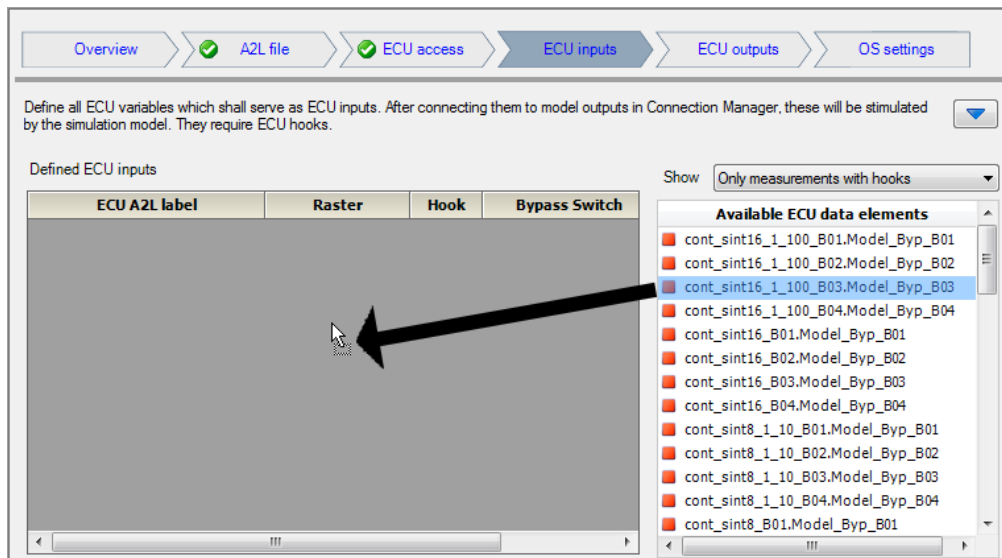 Overview
A2L file
ECU access
ECU inputs
ECU outputs
OS settings
Define all ECU variables which shall serve as ECU inputs. After connecting them to model outputs in Connection Manager, these will be stimulated
by the simulation model. They require ECU hooks.
Defined ECU inputs
Show
Only measurements with hooks
ECU A2L label
Raster
Hook
Bypass Switch
Available ECU data elements
cont_sint16_1_100_B01.Model_Byp_B01
cont_sint16_1_100_B02.Model_Byp_B02
cont_sint16_1_100_B03.Model_Byp_B03
cont_sint16_1_100_B04.Model_Byp_B04
cont_sint16_B01.Model_Byp_B01
cont_sint16_B02.Model_Byp_B02
cont_sint16_B03.Model_Byp_B03
cont_sint16_B04.Model_Byp_B04
cont_sint8_1_10_B01.Model_Byp_B01
cont_sint8_1_10_B02.Model_Byp_B02
cont_sint8_1_10_B03.Model_Byp_B03
cont_sint8_1_10_B04.Model_Byp_B04
cont_sint8_B01.Model_Byp_B01